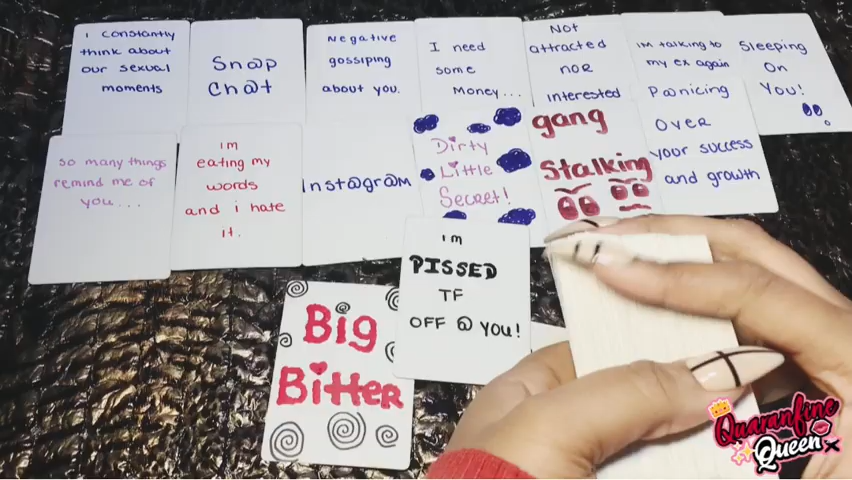 I constantly
think about
our sexual
moments
Sn@p
Ch@t
Negative
gossiping
about you.
I need
some
Money...
Not
attracted
nor
interested
Im talking to
my ex again
Sleeping
On
You!
So many things
remind me of
you...
Im
eating my
words
and i hate
it.
Inst@gr@m
Dirty
Little
Secret!
gang
Stalking
P@nicing
over
your success
and growth
Im
PISSED
TF
OFF @ you!
Big
Bitter
Quaranfine
Queen